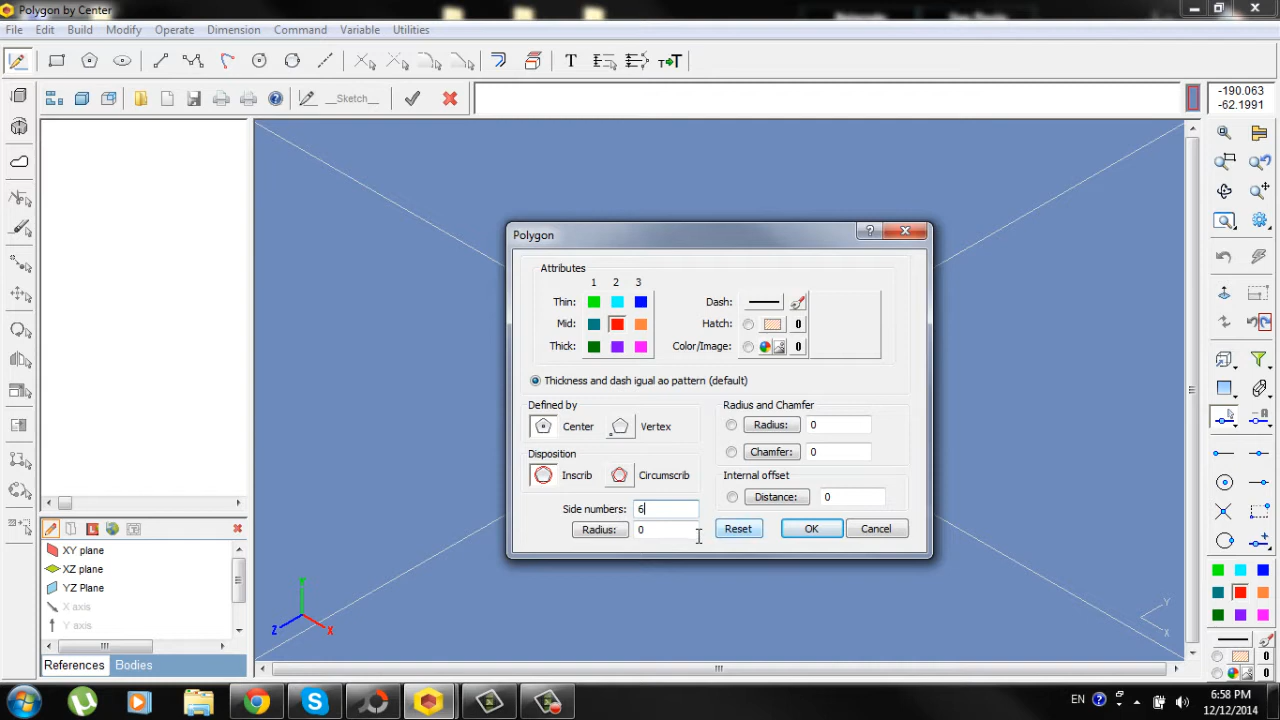 Polygon by Center
File Edit Build Modify Operate Dimension Command Variable Utilities
T T→T
__Sketch__
-190.063
-62.1991
Polygon
Attributes
1 2 3
Thin:
Dash:
Mid:
Hatch: 0
Thick:
Color/Image: 0
Thickness and dash igual ao pattern (default)
Defined by
Center Vertex
Disposition
Inscrib Circumscrib
Side numbers: 6
Radius: 0
Radius and Chamfer
Radius: 0
Chamfer: 0
Internal offset
Distance: 0
Reset OK Cancel
XY plane
XZ plane
YZ Plane
X axis
Y axis
References Bodies
Y
X
Z
X
Y
0
0
EN
6:58 PM
12/12/2014